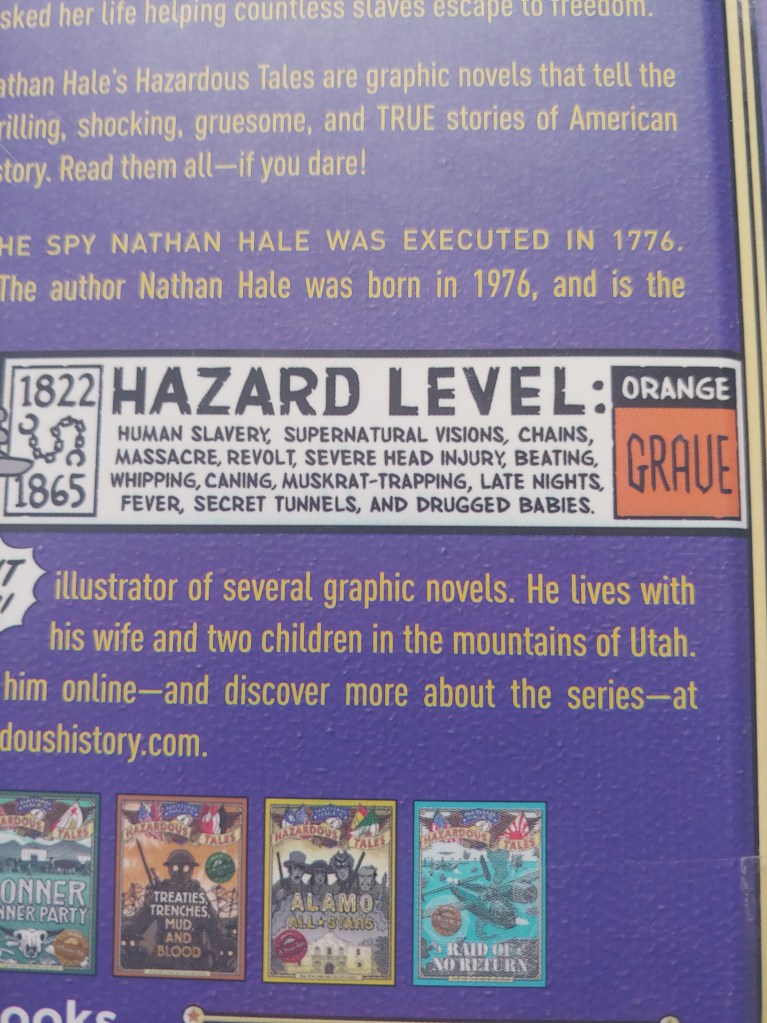 sked her life helping countless slaves escape to freedom.
athan Hale's Hazardous Tales are graphic novels that tell the
rilling, shocking, gruesome, and TRUE stories of American
story. Read them all—if you dare!
HE SPY NATHAN HALE WAS EXECUTED IN 1776.
The author Nathan Hale was born in 1976, and is the
1822
1865
HAZARD LEVEL:
HUMAN SLAVERY, SUPERNATURAL VISIONS, CHAINS,
MASSACRE, REVOLT, SEVERE HEAD INJURY, BEATING,
WHIPPING, CANING, MUSKRAT-TRAPPING, LATE NIGHTS,
FEVER, SECRET TUNNELS, AND DRUGGED BABIES.
ORANGE
GRAVE
illustrator of several graphic novels. He lives with
his wife and two children in the mountains of Utah.
him online—and discover more about the series—at
doushistory.com.
TALES
ONNER
NNER PARTY
HAZARDOUS TALES
TREATIES,
TRENCHES,
MUD,
AND
BLOOD
HAZARDOUS TALES
ALAMO
ALL★STARS
NATHAN HALE'S
HAZARDOUS TALES
RAID OF
NO RETURN
ooks